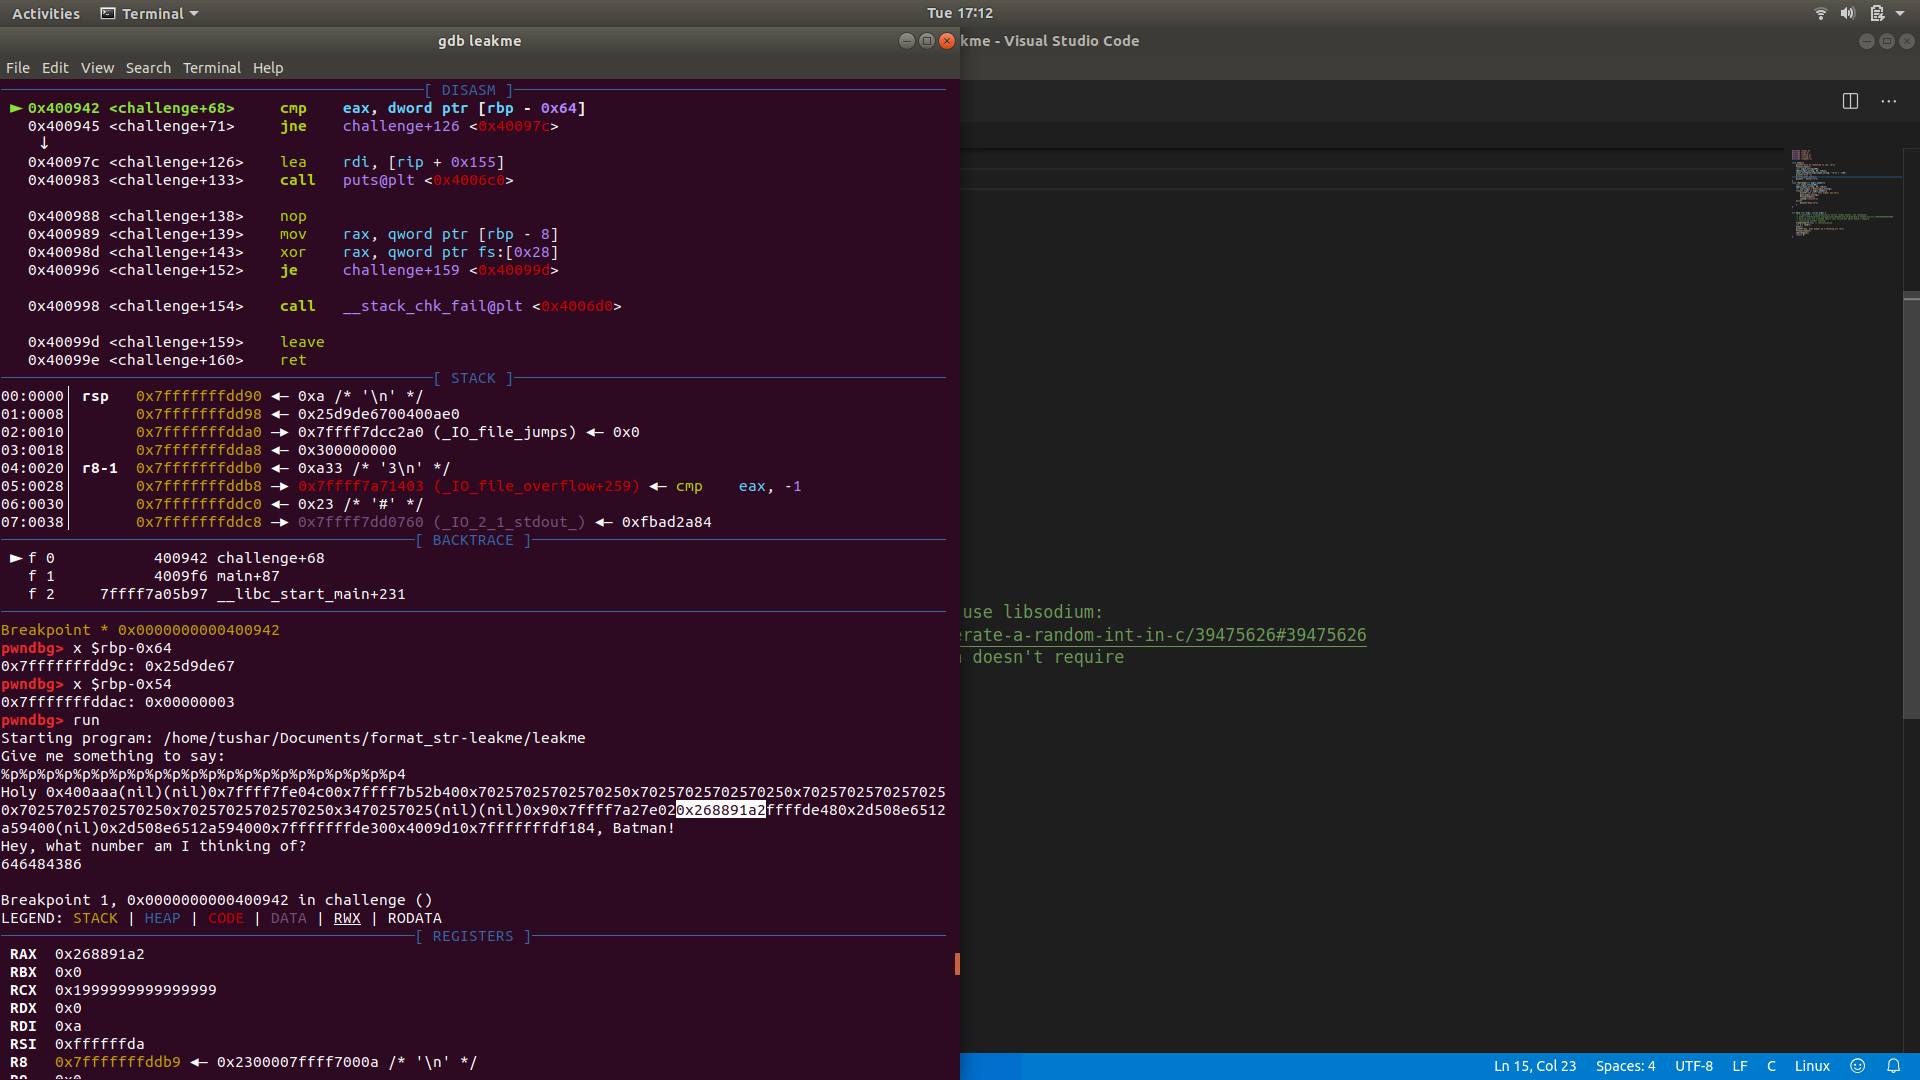 Activities Terminal Tue 17:12
gdb leakme
kme - Visual Studio Code
File Edit View Search Terminal Help
[ DISASM ]
► 0x400942 <challenge+68> cmp eax, dword ptr [rbp - 0x64]
0x400945 <challenge+71> jne challenge+126 <0x40097c>
↓
0x40097c <challenge+126> lea rdi, [rip + 0x155]
0x400983 <challenge+133> call puts@plt <0x4006c0>
0x400988 <challenge+138> nop
0x400989 <challenge+139> mov rax, qword ptr [rbp - 8]
0x40098d <challenge+143> xor rax, qword ptr fs:[0x28]
0x400996 <challenge+152> je challenge+159 <0x40099d>
0x400998 <challenge+154> call __stack_chk_fail@plt <0x4006d0>
0x40099d <challenge+159> leave
0x40099e <challenge+160> ret
[ STACK ]
00:0000│ rsp 0x7fffffffdd90 ◄— 0xa /* '\n' */
01:0008│ 0x7fffffffdd98 ◄— 0x25d9de6700400ae0
02:0010│ 0x7fffffffdda0 —► 0x7ffff7dcc2a0 (_IO_file_jumps) ◄— 0x0
03:0018│ 0x7fffffffdda8 ◄— 0x300000000
04:0020│ r8-1 0x7fffffffddb0 ◄— 0xa33 /* '3\n' */
05:0028│ 0x7fffffffddb8 —► 0x7ffff7a71403 (_IO_file_overflow+259) ◄— cmp eax, -1
06:0030│ 0x7fffffffddc0 ◄— 0x23 /* '#' */
07:0038│ 0x7fffffffddc8 —► 0x7ffff7dd0760 (_IO_2_1_stdout_) ◄— 0xfbad2a84
[ BACKTRACE ]
► f 0 400942 challenge+68
f 1 4009f6 main+87
f 2 7ffff7a05b97 __libc_start_main+231
Breakpoint * 0x0000000000400942
pwndbg> x $rbp-0x64
0x7fffffffdd9c: 0x25d9de67
pwndbg> x $rbp-0x54
0x7fffffffddac: 0x00000003
pwndbg> run
Starting program: /home/tushar/Documents/format_str-leakme/leakme
Give me something to say:
%p%p%p%p%p%p%p%p%p%p%p%p%p%p%p%p%p%p%p%p%p%p4
Holy 0x400aaa(nil)(nil)0x7ffff7fe04c00x7ffff7b52b400x70257025702570250x70257025702570250x7025702570257025
0x70257025702570250x70257025702570250x3470257025(nil)(nil)0x90x7ffff7a27e020x268891a2ffffde480x2d508e6512
a59400(nil)0x2d508e6512a594000x7fffffffde300x4009d10x7fffffffdf184, Batman!
Hey, what number am I thinking of?
646484386
Breakpoint 1, 0x0000000000400942 in challenge ()
LEGEND: STACK | HEAP | CODE | DATA | RWX | RODATA
[ REGISTERS ]
RAX 0x268891a2
RBX 0x0
RCX 0x1999999999999999
RDX 0x0
RDI 0xa
RSI 0xffffffda
R8 0x7fffffffddb9 ◄— 0x2300007ffff7000a /* '\n' */
R9 0x0
use libsodium:
erate-a-random-int-in-c/39475626#39475626
doesn't require
Ln 15, Col 23 Spaces: 4 UTF-8 LF C Linux